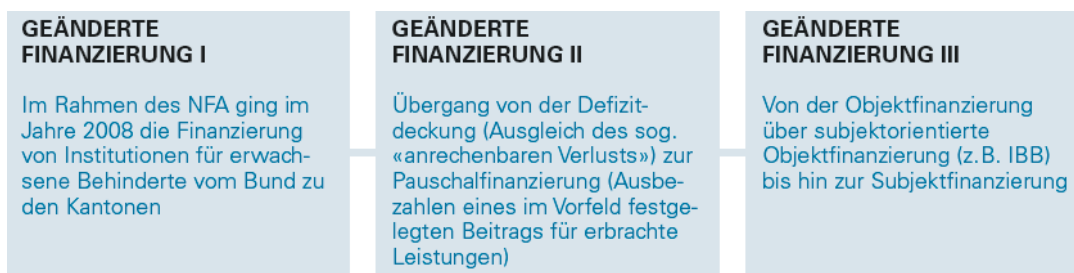 GEÄNDERTE
FINANZIERUNG I
Im Rahmen des NFA ging im
Jahre 2008 die Finanzierung
von Institutionen für erwach-
sene Behinderte vom Bund zu
den Kantonen
GEÄNDERTE
FINANZIERUNG II
Übergang von der Defizit-
deckung (Ausgleich des sog.
«anrechenbaren Verlusts») zur
Pauschalfinanzierung (Ausbe-
zahlen eines im Vorfeld festge-
legten Beitrags für erbrachte
Leistungen)
GEÄNDERTE
FINANZIERUNG III
Von der Objektfinanzierung
über subjektorientierte
Objektfinanzierung (z. B. IBB)
bis hin zur Subjektfinanzierung